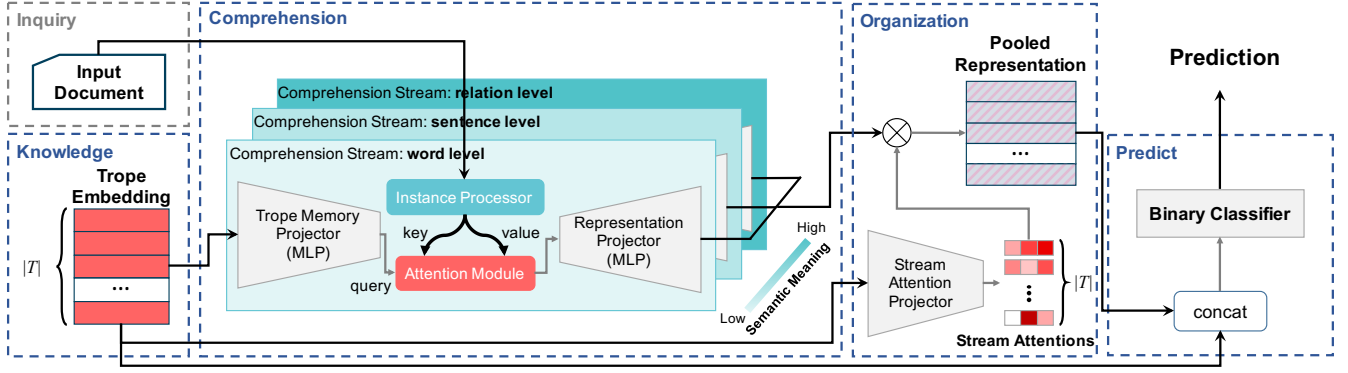 Inquiry
Input
Document
Knowledge
Trope
Embedding
|T|
...
Comprehension
Comprehension Stream: relation level
Comprehension Stream: sentence level
Comprehension Stream: word level
Trope Memory
Projector
(MLP)
Instance Processor
key
value
query
Attention Module
Representation
Projector
(MLP)
High
Low
Semantic Meaning
Organization
Pooled
Representation
...
Stream
Attention
Projector
|T|
Stream Attentions
Prediction
Predict
Binary Classifier
concat